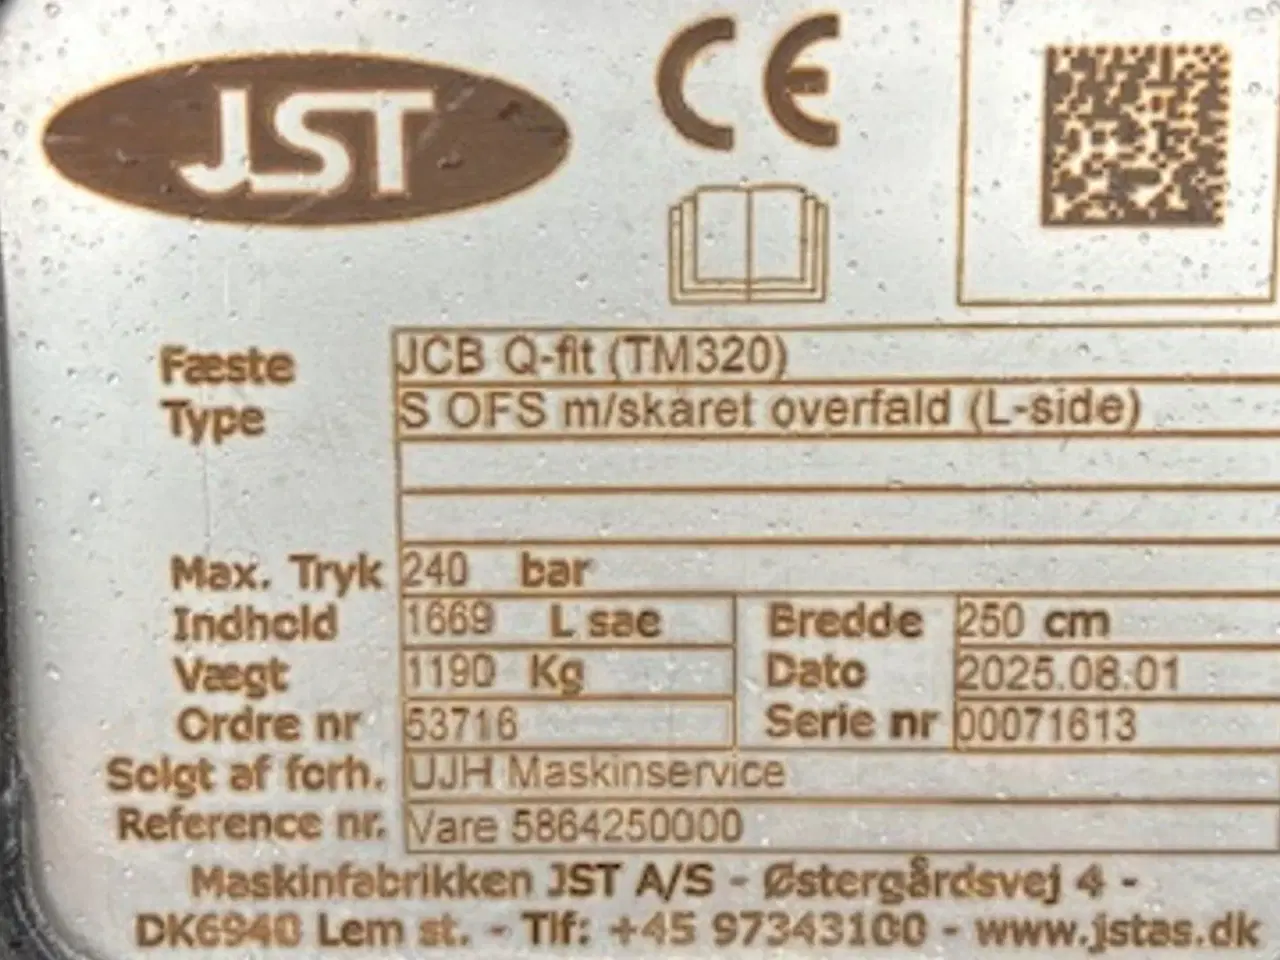 JST
CE
Fæste JCB Q-fit (TM320)
Type S OFS m/skåret overfald (L-side)
Max. Tryk 240 bar
Indhold 1669 L sae Bredde 250 cm
Vægt 1190 Kg Dato 2025.08.01
Ordre nr 53716 Serie nr 00071613
Solgt af forh. UJH Maskinservice
Reference nr. Vare 5864250000
Maskinfabrikken JST A/S - Østergårdsvej 4 -
DK6940 Lem st. - Tlf: +45 97343100 - www.jstas.dk